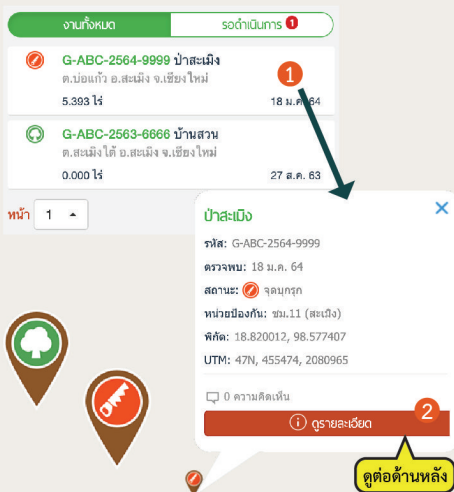 งานทั้งหมด
รอดำเนินการ 1
G-ABC-2564-9999 ป่าสะเมิง
ต.บ่อแก้ว อ.สะเมิง จ.เชียงใหม่
5.393 ไร่
18 ม.ค. 64
1
G-ABC-2563-6666 บ้านสวน
ต.สะเมิงใต้ อ.สะเมิง จ.เชียงใหม่
0.000 ไร่
27 ส.ค. 63
หน้า 1
ป่าสะเมิง
รหัส: G-ABC-2564-9999
ตรวจพบ: 18 ม.ค. 64
สถานะ: จุดบุกรุก
หน่วยป้องกัน: ชม.11 (สะเมิง)
พิกัด: 18.820012, 98.577407
UTM: 47N, 455474, 2080965
0 ความคิดเห็น
2
ดูรายละเอียด
ดูต่อด้านหลัง